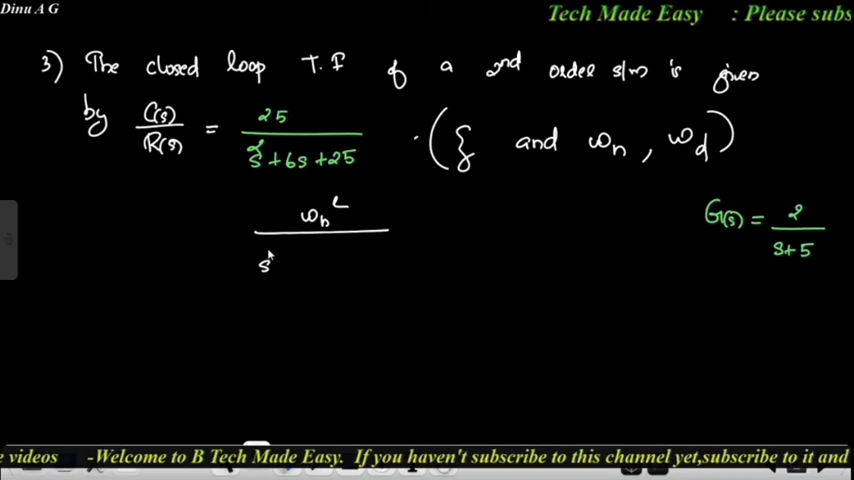 Dinu A G
Tech Made Easy : Please subs
3) The closed loop T.F of a 2nd order s/m is given
by C(s)/R(s) = 25/(s²+6s+25) . (ξ and ωn, ωd)
ωn²
s
G(s) = 2/(s+5)
e videos -Welcome to B Tech Made Easy. If you haven't subscribe to this channel yet,subscribe to it and